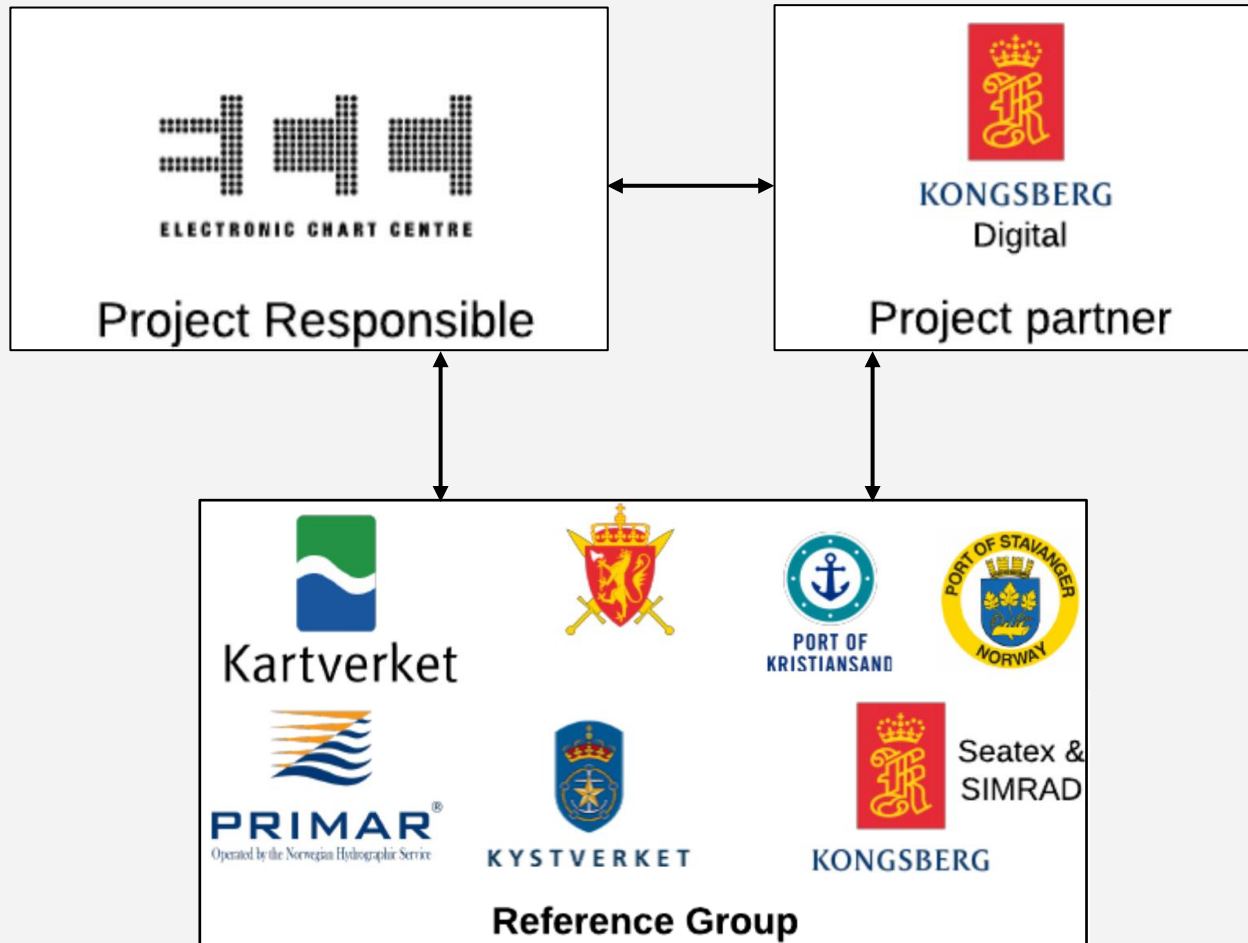 ELECTRONIC CHART CENTRE
Project Responsible
KONGSBERG
Digital
Project partner
Kartverket
PORT OF
KRISTIANSAND
PORT OF STAVANGER
NORWAY
PRIMAR®
Operated by the Norwegian Hydrographic Service
KYSTVERKET
Seatex &
SIMRAD
KONGSBERG
Reference Group